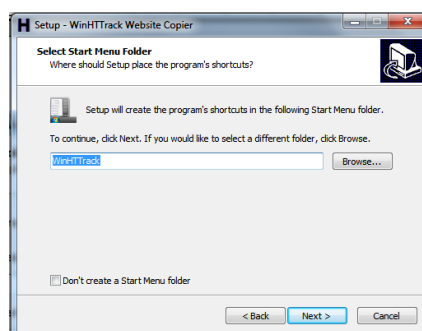 Setup - WinHTTrack Website Copier
Select Start Menu Folder
Where should Setup place the program's shortcuts?
Setup will create the program's shortcuts in the following Start Menu folder.
To continue, click Next. If you would like to select a different folder, click Browse.
WinHTTrack
Browse...
Don't create a Start Menu folder
< Back
Next >
Cancel